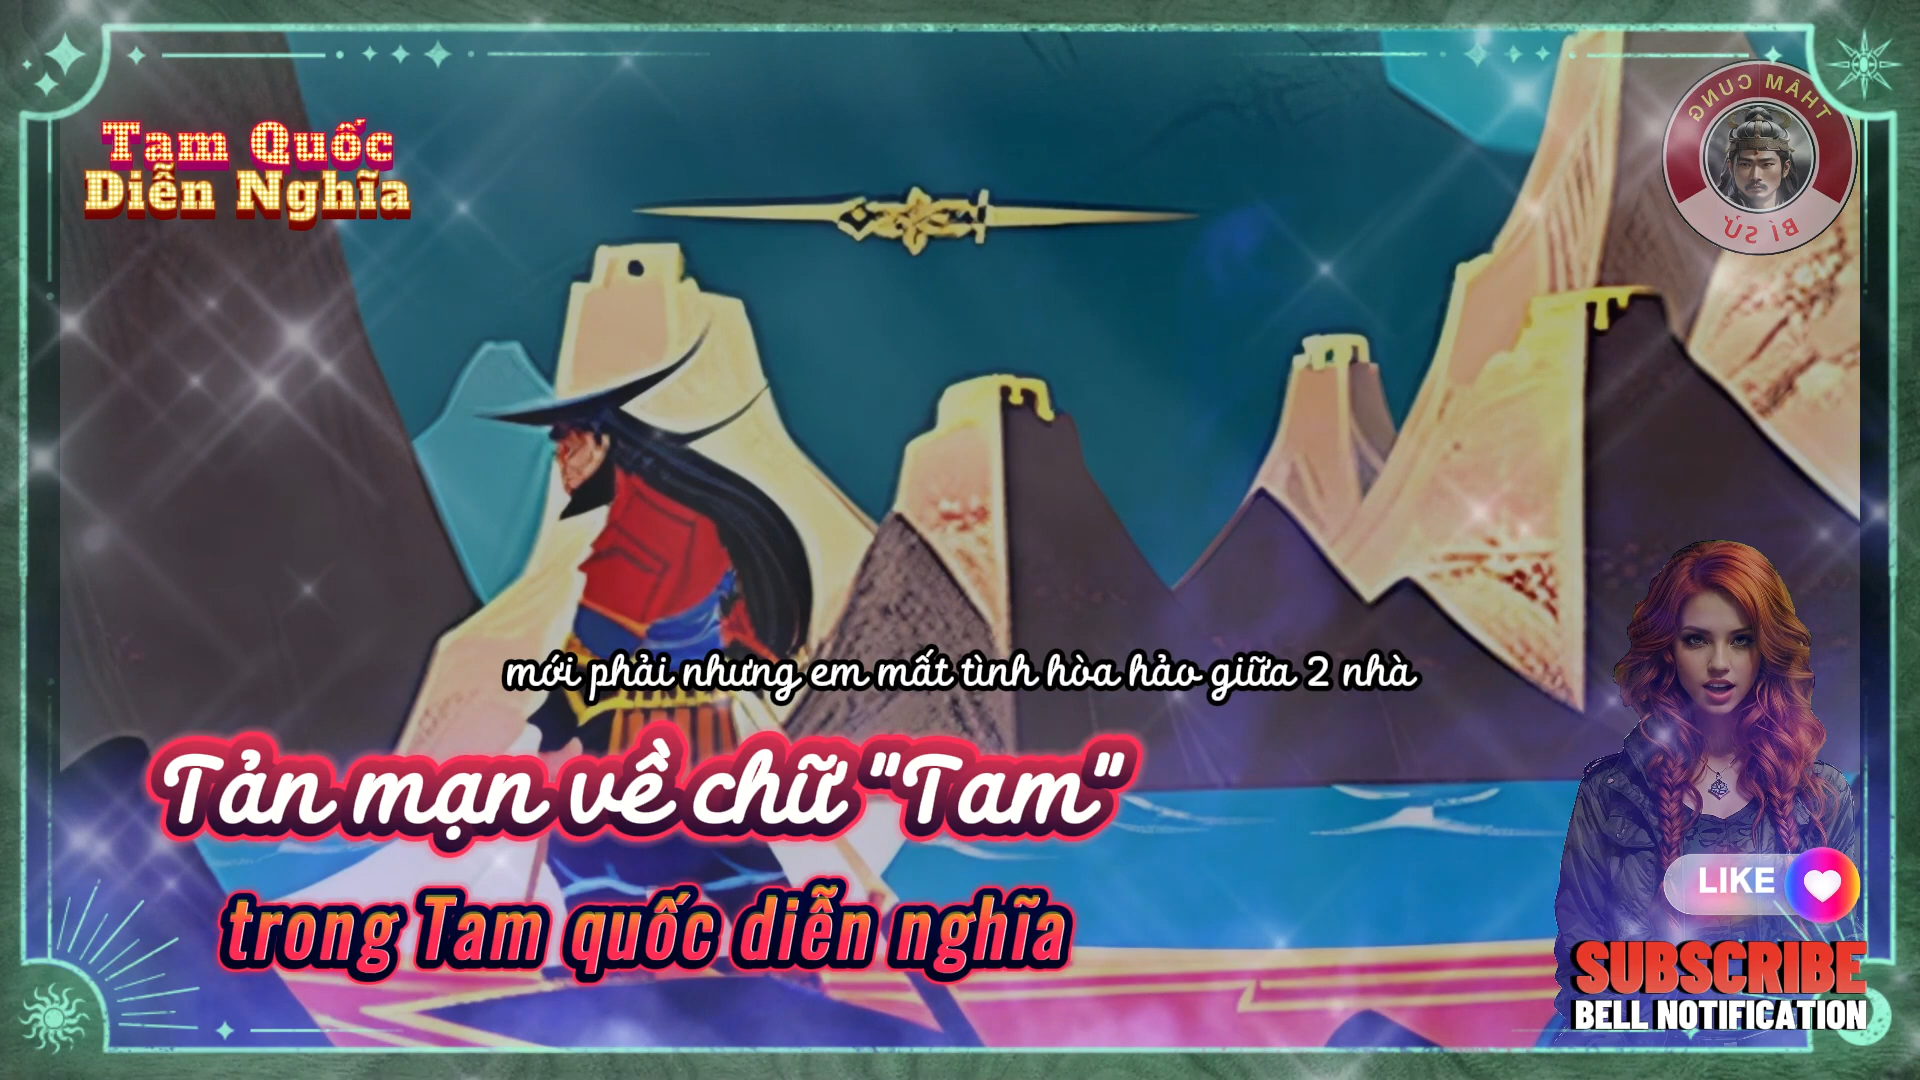 Tam Quốc
Diễn Nghĩa
THÂM CUNG
BÍ SỬ
mới phải nhưng em mất tình hòa hảo giữa 2 nhà
Tản mạn về chữ "Tam"
trong Tam quốc diễn nghĩa
LIKE
SUBSCRIBE
BELL NOTIFICATION